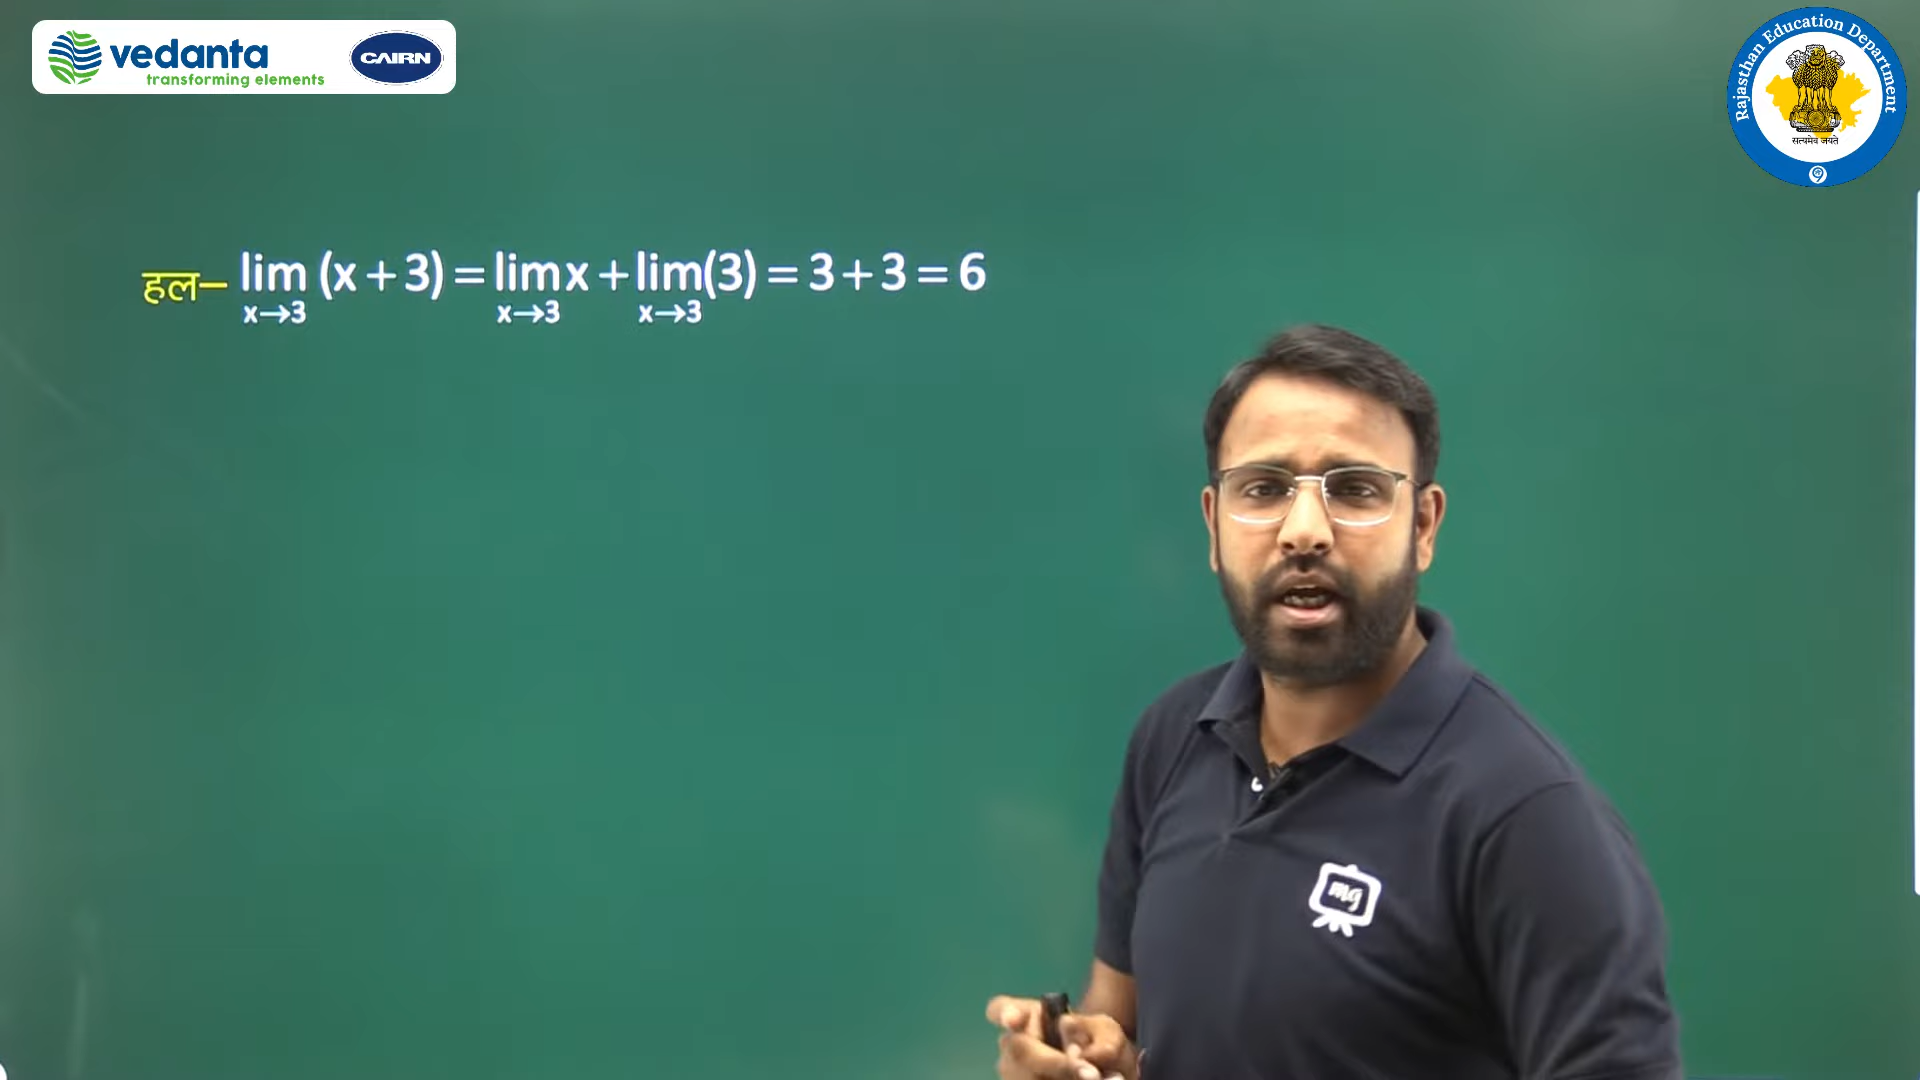 vedanta
transforming elements
CAIRN
Rajasthan Education Department
सत्यमेव जयते
हल– lim (x + 3) = lim x + lim (3) = 3 + 3 = 6
x→3 x→3 x→3
mg